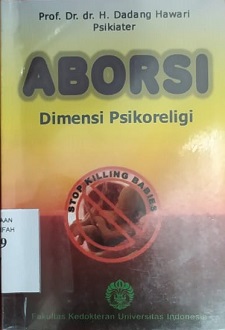 Prof. Dr. dr. H. Dadang Hawari
Psikiater
ABORSI
Dimensi Psikoreligi
STOP KILLING BABIES
AAN
FAH
9
Fakultas Kedokteran Universitas Indonesia